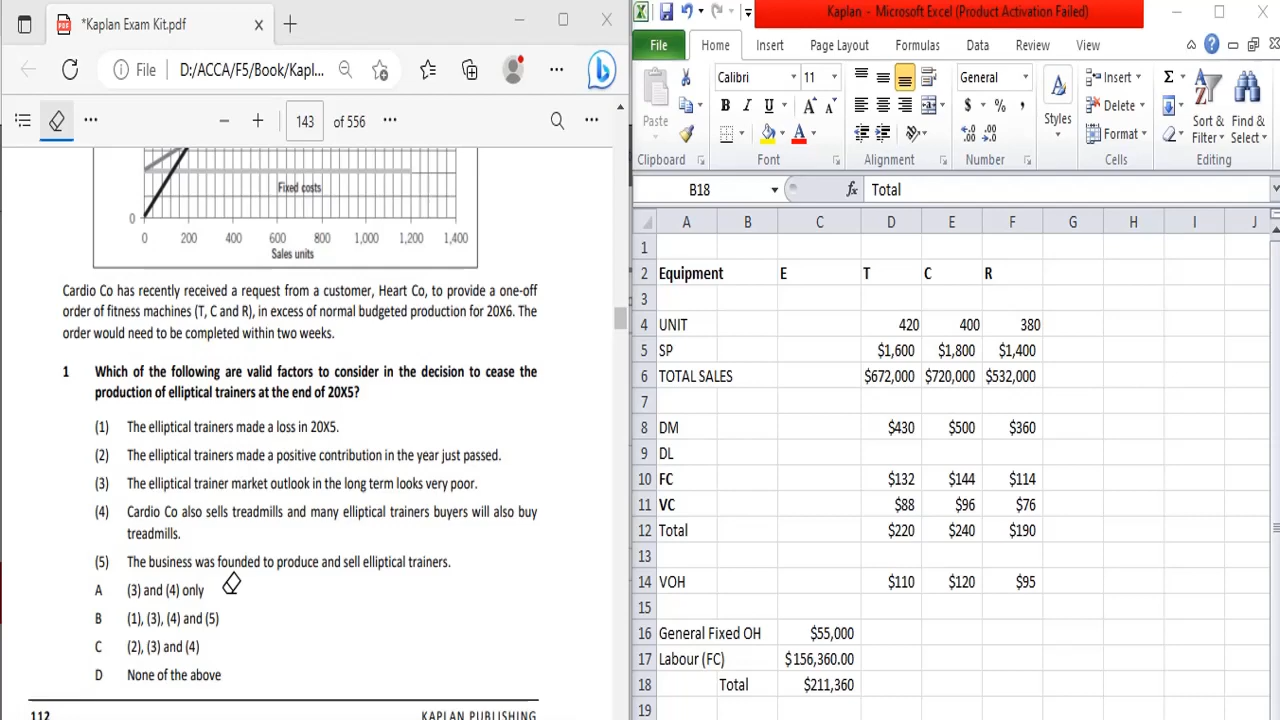 *Kaplan Exam Kit.pdf
File D:/ACCA/F5/Book/Kapl...
143 of 556
Fixed costs
0
0 200 400 600 800 1,000 1,200 1,400
Sales units
Cardio Co has recently received a request from a customer, Heart Co, to provide a one-off
order of fitness machines (T, C and R), in excess of normal budgeted production for 20X6. The
order would need to be completed within two weeks.
1 Which of the following are valid factors to consider in the decision to cease the
production of elliptical trainers at the end of 20X5?
(1) The elliptical trainers made a loss in 20X5.
(2) The elliptical trainers made a positive contribution in the year just passed.
(3) The elliptical trainer market outlook in the long term looks very poor.
(4) Cardio Co also sells treadmills and many elliptical trainers buyers will also buy
treadmills.
(5) The business was founded to produce and sell elliptical trainers.
A (3) and (4) only
B (1), (3), (4) and (5)
C (2), (3) and (4)
D None of the above
112 KAPLAN PUBLISHING
Kaplan - Microsoft Excel (Product Activation Failed)
File Home Insert Page Layout Formulas Data Review View
Calibri 11 General Insert
Paste B I U A A $ % , Styles Delete Sort & Find &
Format Filter Select
Clipboard Font Alignment Number Cells Editing
B18 fx Total
A B C D E F G H I J
1
2 Equipment E T C R
3
4 UNIT 420 400 380
5 SP $1,600 $1,800 $1,400
6 TOTAL SALES $672,000 $720,000 $532,000
7
8 DM $430 $500 $360
9 DL
10 FC $132 $144 $114
11 VC $88 $96 $76
12 Total $220 $240 $190
13
14 VOH $110 $120 $95
15
16 General Fixed OH $55,000
17 Labour (FC) $156,360.00
18 Total $211,360
19